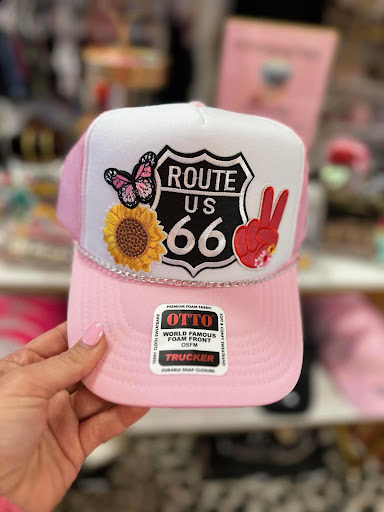 ROUTE
US
66
PREMIUM FOAM FABRIC
OTTO
WORLD FAMOUS
FOAM FRONT
OSFM
TRUCKER
DURABLE SNAP CLOSURE